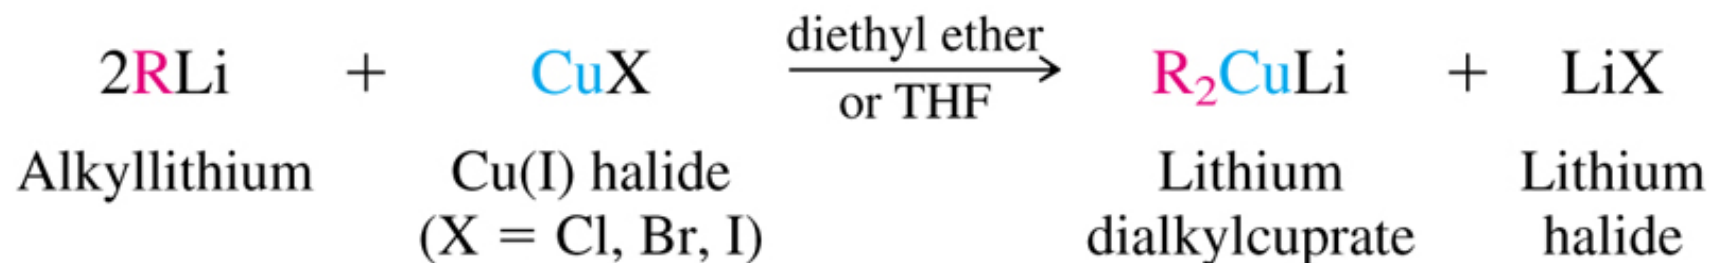 2RLi + CuX diethyl ether or THF → R₂CuLi + LiX
Alkyllithium Cu(I) halide Lithium Lithium
(X = Cl, Br, I) dialkylcuprate halide